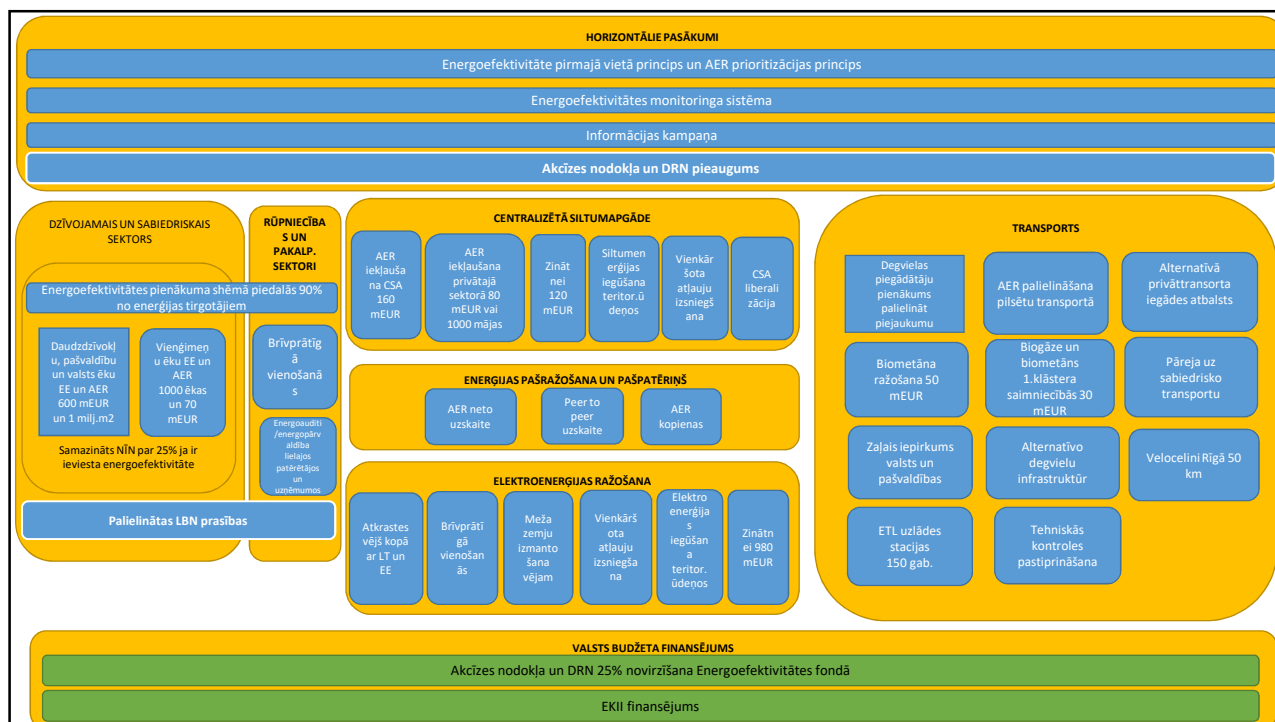 HORIZONTĀLIE PASĀKUMI
Energoefektivitāte pirmajā vietā princips un AER prioritizācijas princips
Energoefektivitātes monitoringa sistēma
Informācijas kampaņa
Akcīzes nodokļa un DRN pieaugums
DZĪVOJAMAIS UN SABIEDRISKAIS
SEKTORS
Energoefektivitātes pienākuma shēmā piedalās 90%
no enerģijas tirgotājiem
Daudzdzīvokļ
u, pašvaldību
un valsts ēku
EE un AER
600 mEUR
un 1 milj.m2
Vienģimeņ
u ēku EE un
AER
1000 ēkas
un 70
mEUR
Samazināts NĪN par 25% ja ir
ieviesta energoefektivitāte
Palielinātas LBN prasības
RŪPNIECĪBA
S UN
PAKALP.
SEKTORI
Brīvprātīg
ā
vienošanā
s
Energoauditi
/energopārv
aldība
lielajos
patērētājos
un
uzņēmumos
CENTRALIZĒTĀ SILTUMAPGĀDE
AER
iekļauša
na CSA
160
mEUR
AER
iekļaušana
privātajā
sektorā 80
mEUR vai
1000 mājas
Zināt
nei
120
mEUR
Siltumen
erģijas
iegūšana
teritor.ū
deņos
Vienkār
šota
atļauju
izsniegš
ana
CSA
liberali
zācija
ENERĢIJAS PAŠRAŽOŠANA UN PAŠPATĒRIŅŠ
AER neto
uzskaite
Peer to
peer
uzskaite
AER
kopienas
ELEKTROENERĢIJAS RAŽOŠANA
Atkrastes
vējš kopā
ar LT un
EE
Brīvprātī
gā
vienošan
ās
Meža
zemju
izmanto
šana
vējam
Vienkārš
ota
atļauju
izsniegša
na
Elektro
enerģija
s
iegūšan
a
teritor.
ūdeņos
Zinātn
ei 980
mEUR
TRANSPORTS
Degvielas
piegādātāju
pienākums
palielināt
piejaukumu
AER palielināšana
pilsētu transportā
Alternatīvā
privāttransorta
iegādes atbalsts
Biometāna
ražošana 50
mEUR
Biogāze un
biometāns
1.klāstera
saimniecībās 30
mEUR
Pāreja uz
sabiedrisko
transportu
Zaļais iepirkums
valsts un
pašvaldības
Alternatīvo
degvielu
infrastruktūr
Velocelini Rīgā 50
km
ETL uzlādes
stacijas
150 gab.
Tehniskās
kontroles
pastiprināšana
VALSTS BUDŽETA FINANSĒJUMS
Akcīzes nodokļa un DRN 25% novirzīšana Energoefektivitātes fondā
EKII finansējums